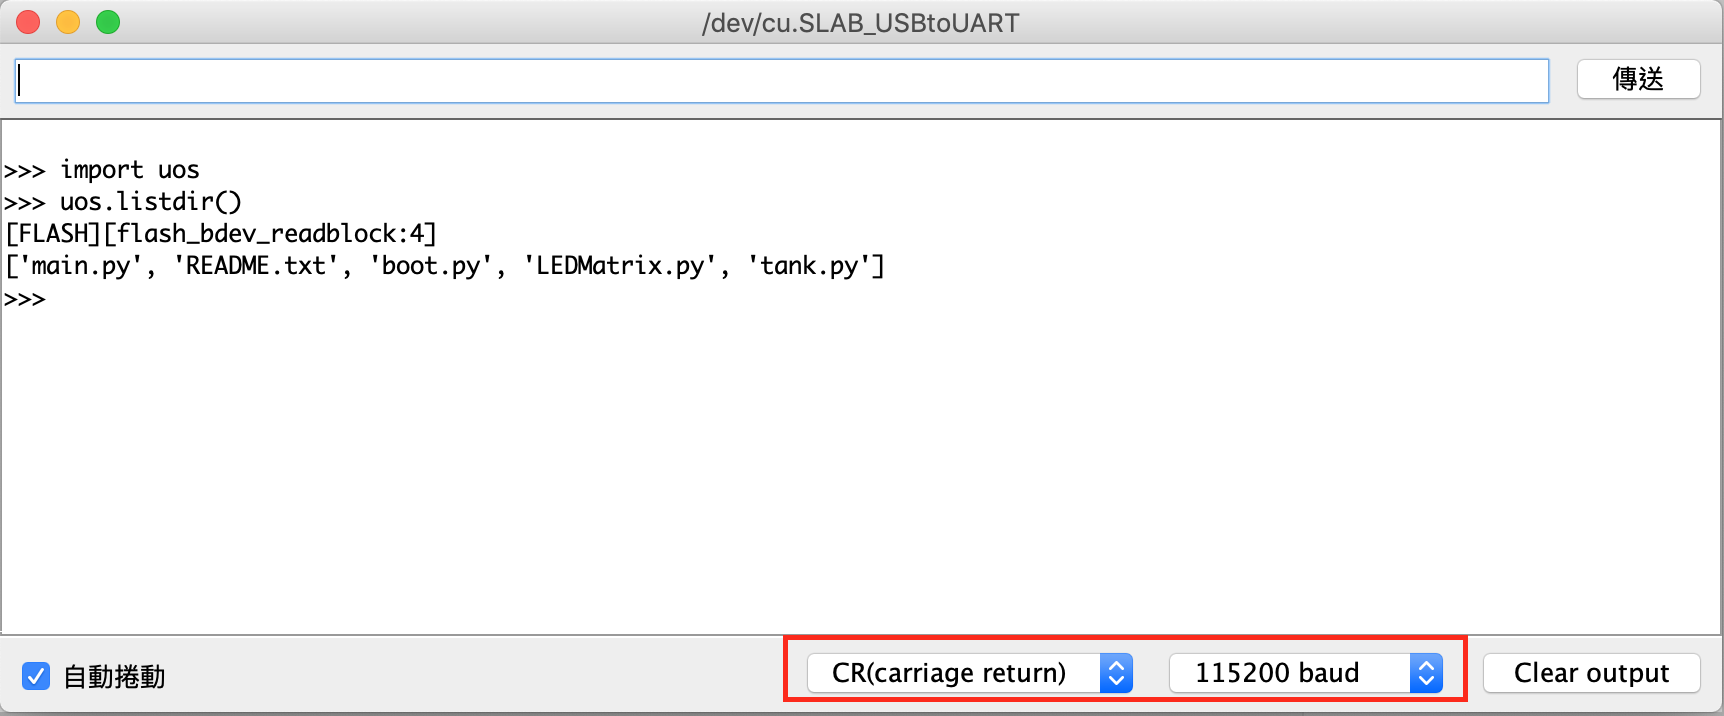 /dev/cu.SLAB_USBtoUART
傳送
>>> import uos
>>> uos.listdir()
[FLASH][flash_bdev_readblock:4]
['main.py', 'README.txt', 'boot.py', 'LEDMatrix.py', 'tank.py']
>>>
自動捲動
CR(carriage return)
115200 baud
Clear output